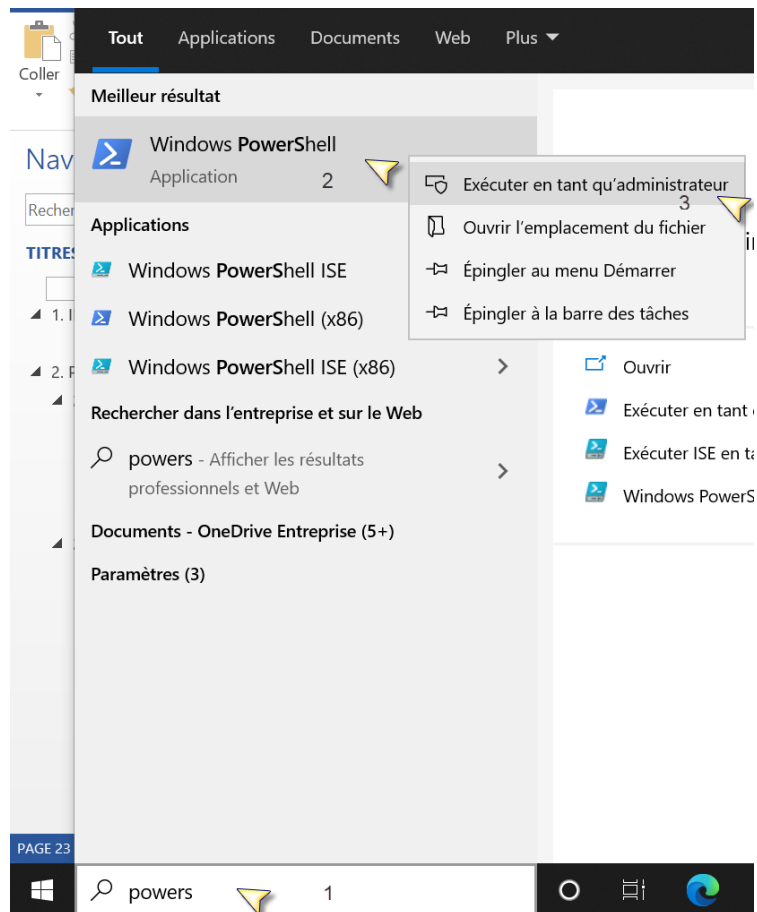 Tout Applications Documents Web Plus
Coller
Meilleur résultat
Windows PowerShell
Application
2
Nav
Recher
TITRES
1. I
2. F
Exécuter en tant qu'administrateur
3
Ouvrir l'emplacement du fichier
Épingler au menu Démarrer
Épingler à la barre des tâches
Applications
Windows PowerShell ISE
Windows PowerShell (x86)
Windows PowerShell ISE (x86)
Rechercher dans l'entreprise et sur le Web
powers - Afficher les résultats
professionnels et Web
Documents - OneDrive Entreprise (5+)
Paramètres (3)
Ouvrir
Exécuter en tant
Exécuter ISE en ta
Windows PowerS
PAGE 23
powers
1